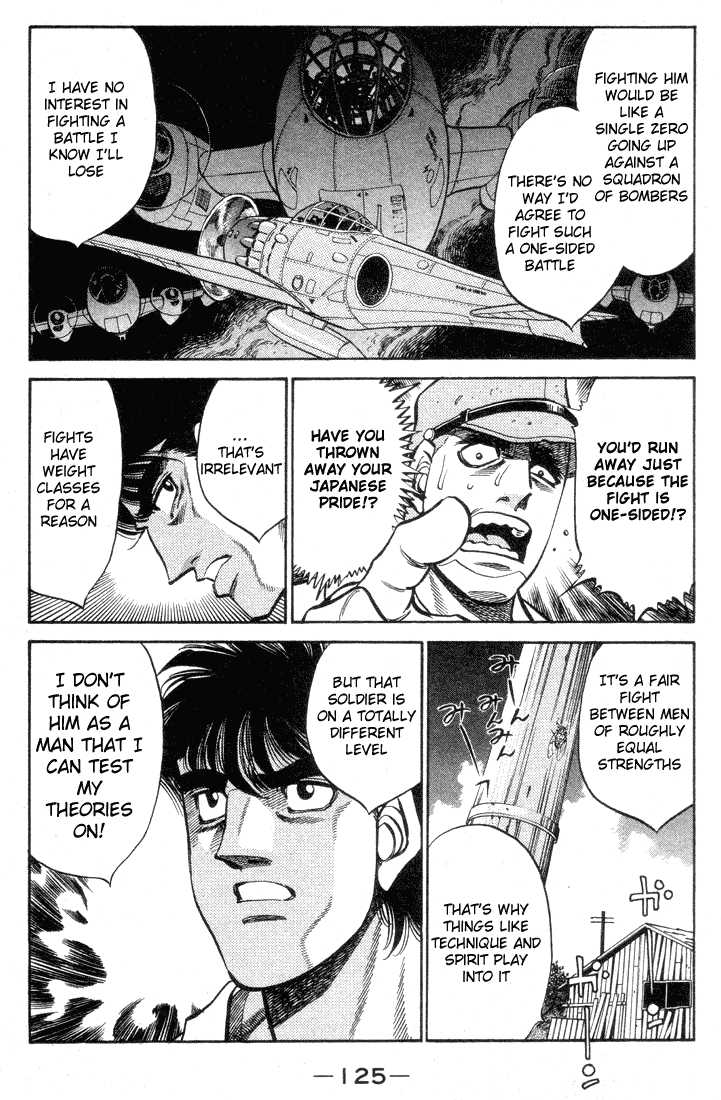 FIGHTING HIM
WOULD BE
LIKE A
SINGLE ZERO
GOING UP
AGAINST A
SQUADRON
OF BOMBERS
THERE'S NO
WAY I'D
AGREE TO
FIGHT SUCH
A ONE-SIDED
BATTLE
I HAVE NO
INTEREST IN
FIGHTING A
BATTLE I
KNOW I'LL
LOSE
YOU'D RUN
AWAY JUST
BECAUSE THE
FIGHT IS
ONE-SIDED!?
HAVE YOU
THROWN
AWAY YOUR
JAPANESE
PRIDE!?
...
THAT'S
IRRELEVANT
FIGHTS
HAVE
WEIGHT
CLASSES
FOR A
REASON
IT'S A FAIR
FIGHT
BETWEEN MEN
OF ROUGHLY
EQUAL
STRENGTHS
みーん
みんみん
THAT'S WHY
THINGS LIKE
TECHNIQUE AND
SPIRIT PLAY
INTO IT
BUT THAT
SOLDIER IS
ON A TOTALLY
DIFFERENT
LEVEL
I DON'T
THINK OF
HIM AS A
MAN THAT I
CAN TEST
MY
THEORIES
ON!
—125—